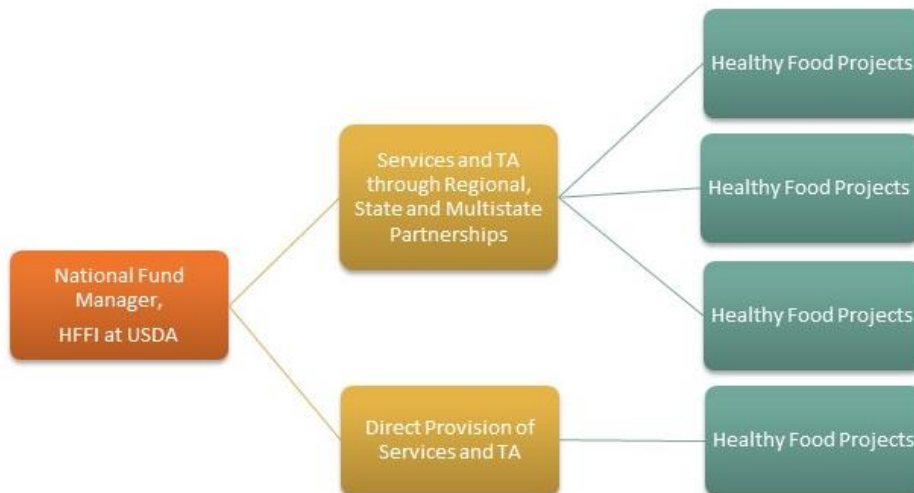 National Fund
Manager,
HFFI at USDA
Services and TA
through Regional,
State and Multistate
Partnerships
Direct Provision of
Services and TA
Healthy Food Projects
Healthy Food Projects
Healthy Food Projects
Healthy Food Projects